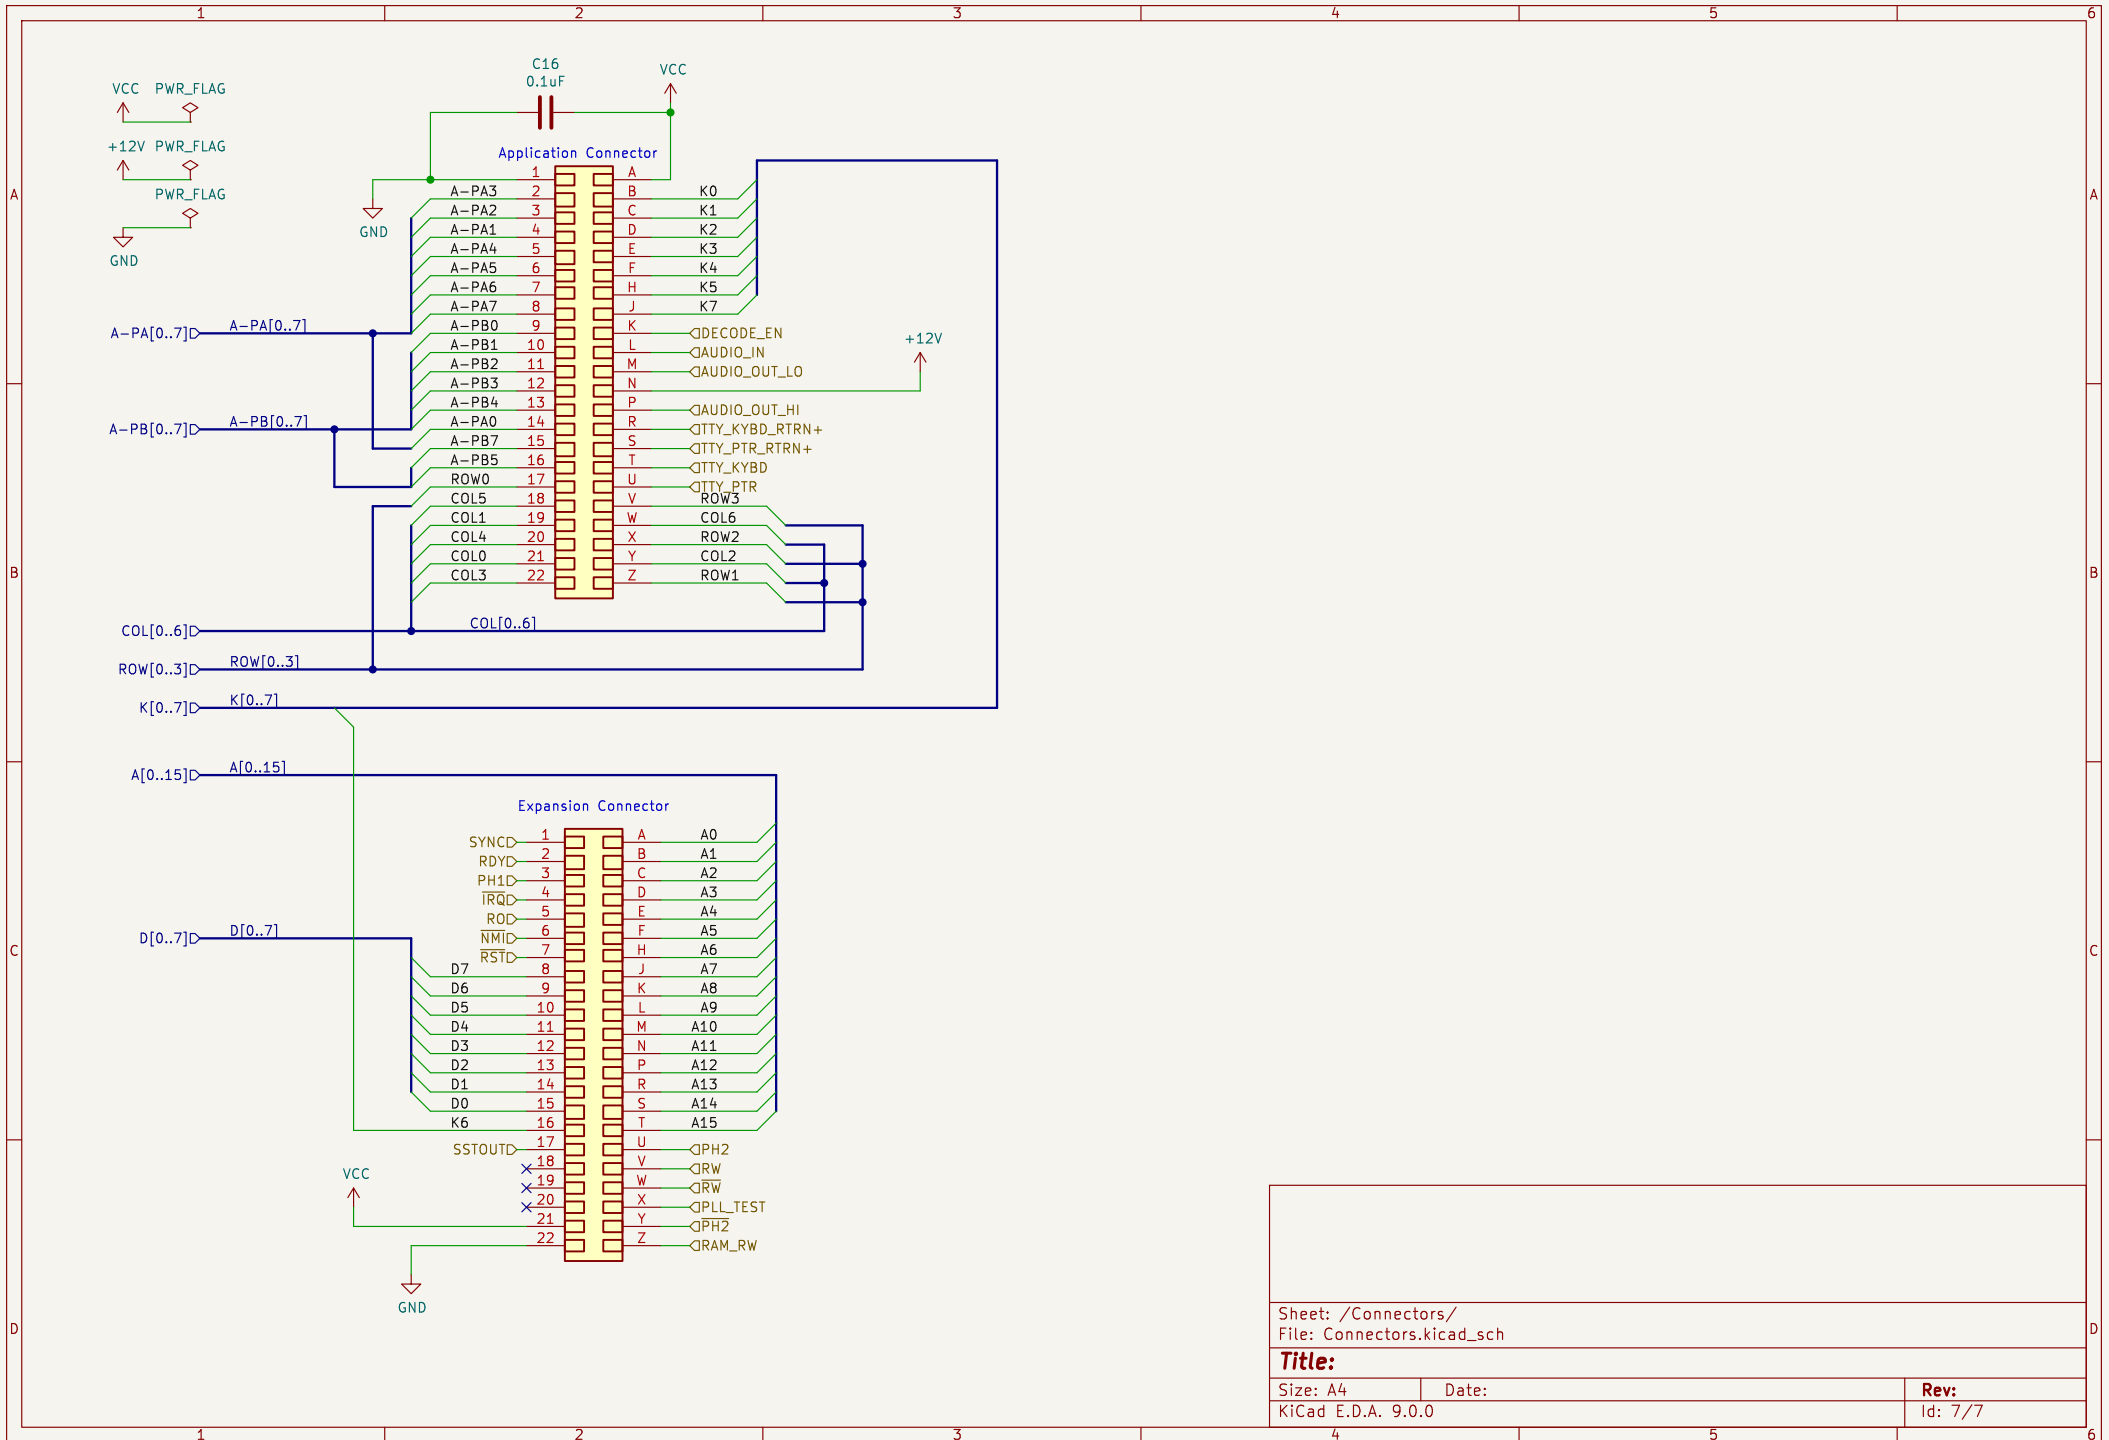 1 2 3 4 5 6
A
B
C
D
A
B
C
D
VCC PWR_FLAG
+12V PWR_FLAG
PWR_FLAG
GND
C16
0.1uF
VCC
GND
Application Connector
1 A
A-PA3 2 B K0
A-PA2 3 C K1
A-PA1 4 D K2
A-PA4 5 E K3
A-PA5 6 F K4
A-PA6 7 H K5
A-PA7 8 J K7
A-PB0 9 K DECODE_EN
A-PB1 10 L AUDIO_IN
A-PB2 11 M AUDIO_OUT_LO
A-PB3 12 N
+12V
A-PB4 13 P AUDIO_OUT_HI
A-PA0 14 R TTY_KYBD_RTRN+
A-PB7 15 S TTY_PTR_RTRN+
A-PB5 16 T TTY_KYBD
ROW0 17 U TTY_PTR
COL5 18 V ROW3
COL1 19 W COL6
COL4 20 X ROW2
COL0 21 Y COL2
COL3 22 Z ROW1
A-PA[0..7] A-PA[0..7]
A-PB[0..7] A-PB[0..7]
COL[0..6] COL[0..6]
ROW[0..3] ROW[0..3]
K[0..7] K[0..7]
A[0..15] A[0..15]
Expansion Connector
SYNC 1 A A0
RDY 2 B A1
PH1 3 C A2
IRQ 4 D A3
RO 5 E A4
NMI 6 F A5
RST 7 H A6
D[0..7] D[0..7]
D7 8 J A7
D6 9 K A8
D5 10 L A9
D4 11 M A10
D3 12 N A11
D2 13 P A12
D1 14 R A13
D0 15 S A14
K6 16 T A15
SSTOUT 17 U PH2
18 V RW
19 W RW
20 X PLL_TEST
21 Y PH2
22 Z RAM_RW
VCC
GND
Sheet: /Connectors/
File: Connectors.kicad_sch
Title:
Size: A4 Date: Rev:
KiCad E.D.A. 9.0.0 Id: 7/7
1 2 3 4 5 6